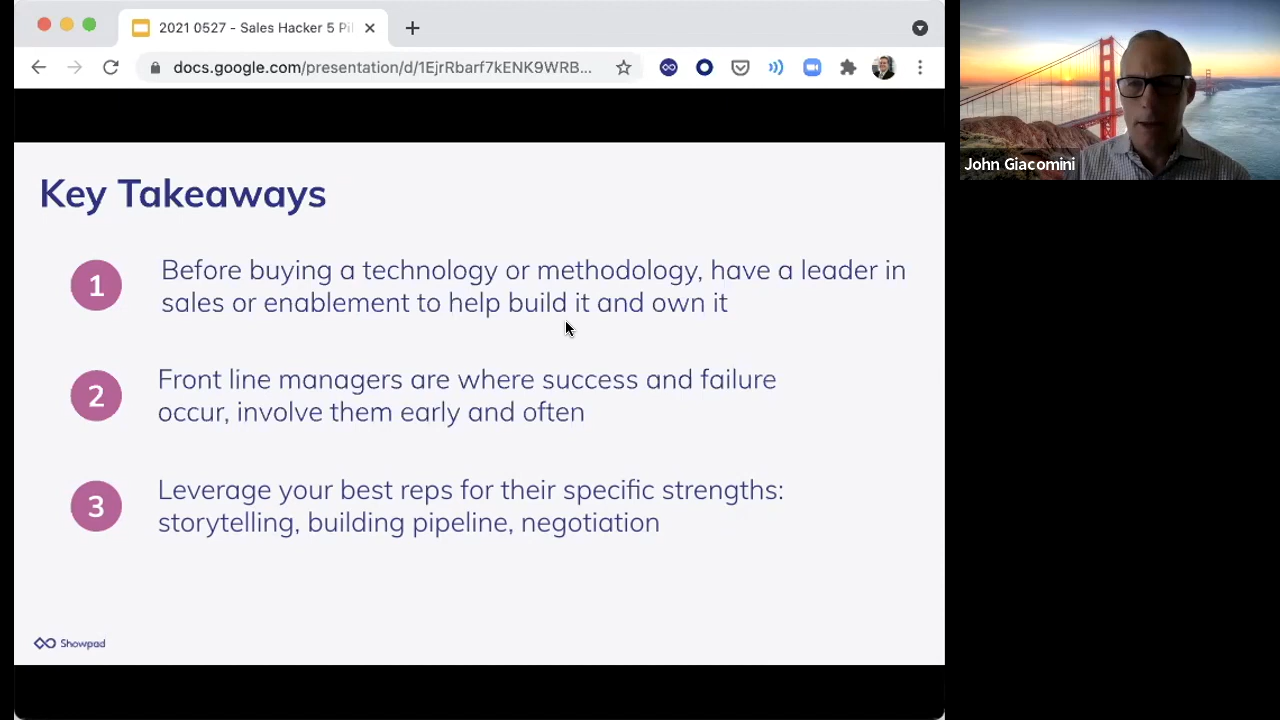 2021 0527 - Sales Hacker 5 Pi
docs.google.com/presentation/d/1EjrRbarf7kENK9WRB...
John Giacomini
Key Takeaways
1
Before buying a technology or methodology, have a leader in
sales or enablement to help build it and own it
2
Front line managers are where success and failure
occur, involve them early and often
3
Leverage your best reps for their specific strengths:
storytelling, building pipeline, negotiation
Showpad